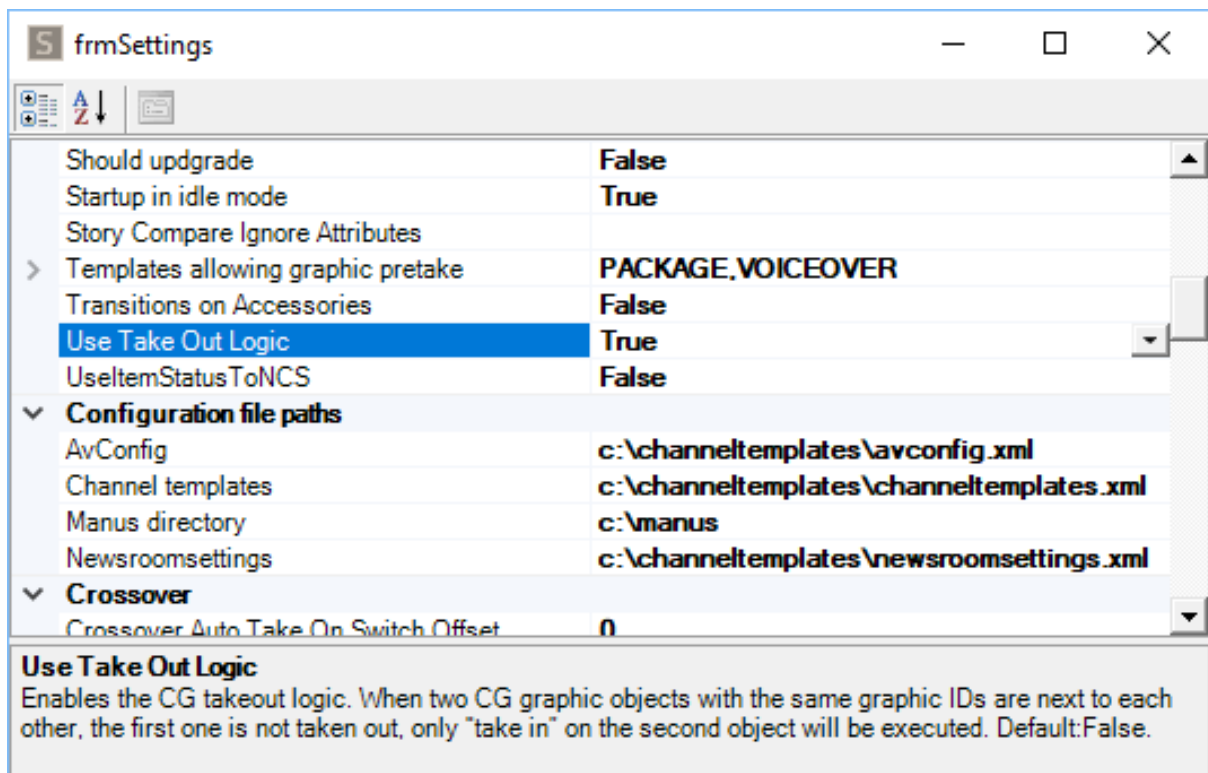 S frmSettings
A
Z
Should updgrade False
Startup in idle mode True
Story Compare Ignore Attributes
Templates allowing graphic pretake PACKAGE,VOICEOVER
Transitions on Accessories False
Use Take Out Logic True
UseItemStatusToNCS False
Configuration file paths
AvConfig c:\channeltemplates\avconfig.xml
Channel templates c:\channeltemplates\channeltemplates.xml
Manus directory c:\manus
Newsroomsettings c:\channeltemplates\newsroomsettings.xml
Crossover
Crossover Auto Take On Switch Offset 0
Use Take Out Logic
Enables the CG takeout logic. When two CG graphic objects with the same graphic IDs are next to each
other, the first one is not taken out, only "take in" on the second object will be executed. Default:False.